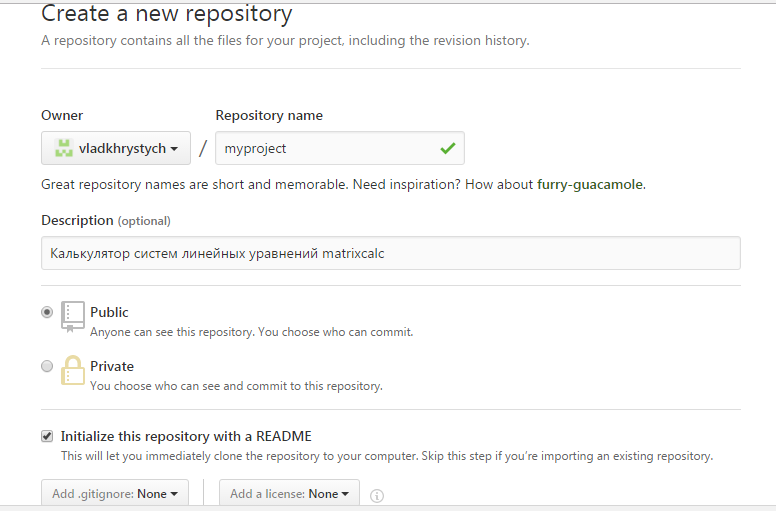 Create a new repository
A repository contains all the files for your project, including the revision history.
Owner
Repository name
vladkhrystych / myproject
Great repository names are short and memorable. Need inspiration? How about furry-guacamole.
Description (optional)
Калькулятор систем линейных уравнений matrixcalc
Public
Anyone can see this repository. You choose who can commit.
Private
You choose who can see and commit to this repository.
Initialize this repository with a README
This will let you immediately clone the repository to your computer. Skip this step if you’re importing an existing repository.
Add .gitignore: None
Add a license: None